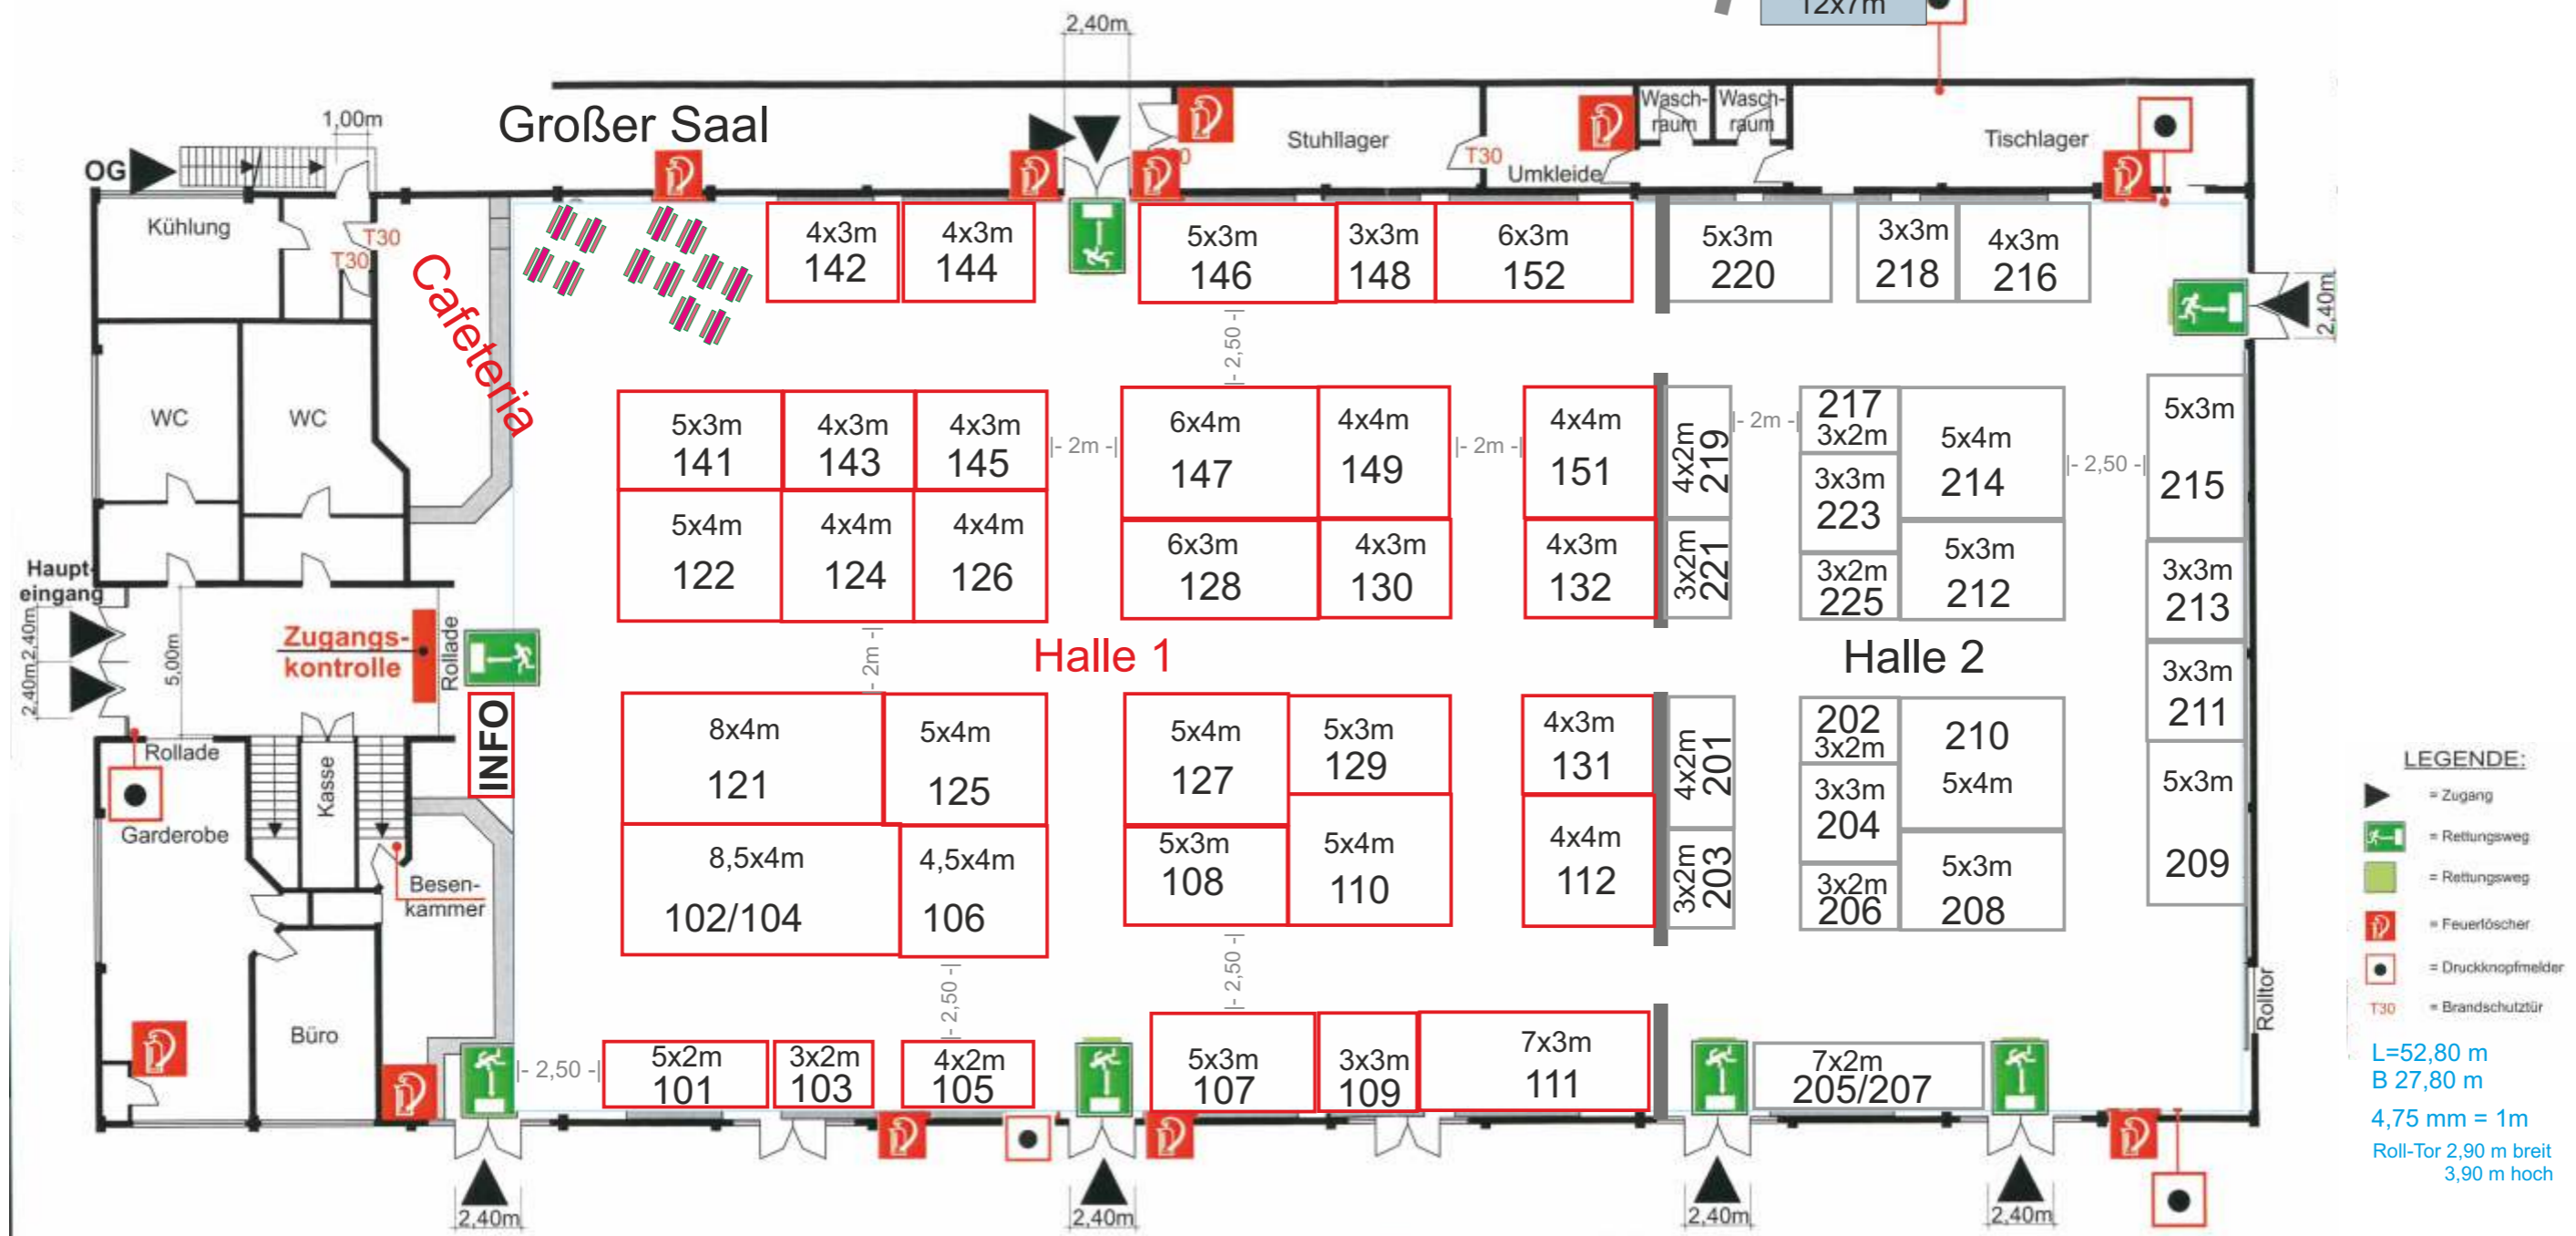 12x7m
2,40m
Großer Saal
1,00m
OG
Stuhllager
T30
Umkleide
Wasch-
raum
Wasch-
raum
Tischlager
Kühlung
T30
T30
Cafeteria
4x3m
142
4x3m
144
5x3m
146
3x3m
148
6x3m
152
5x3m
220
3x3m
218
4x3m
216
2,40m
|- 2,50 -|
WC
WC
5x3m
141
4x3m
143
4x3m
145
|- 2m -|
6x4m
147
4x4m
149
|- 2m -|
4x4m
151
4x2m
219
|- 2m -|
217
3x2m
5x4m
214
|- 2,50 -|
5x3m
215
3x3m
223
5x4m
122
4x4m
124
4x4m
126
6x3m
128
4x3m
130
4x3m
132
3x2m
221
3x2m
225
5x3m
212
3x3m
213
Haupt-
eingang
2,40m
2,40m
5,00m
Zugangs-
kontrolle
Rollade
|- 2m -|
Halle 1
Halle 2
3x3m
211
INFO
Rollade
Kasse
Garderobe
Besen-
kammer
Büro
8x4m
121
5x4m
125
5x4m
127
5x3m
129
4x3m
131
4x2m
201
202
3x2m
210
5x4m
3x3m
204
5x3m
209
8,5x4m
102/104
4,5x4m
106
5x3m
108
5x4m
110
4x4m
112
3x2m
203
3x2m
206
5x3m
208
|- 2,50 -|
|- 2,50 -|
|- 2,50 -|
5x2m
101
3x2m
103
4x2m
105
5x3m
107
3x3m
109
7x3m
111
7x2m
205/207
Rolltor
2,40m
2,40m
2,40m
2,40m
LEGENDE:
= Zugang
= Rettungsweg
= Rettungsweg
= Feuerlöscher
= Druckknopfmelder
T30
= Brandschutztür
L=52,80 m
B 27,80 m
4,75 mm = 1m
Roll-Tor 2,90 m breit
3,90 m hoch